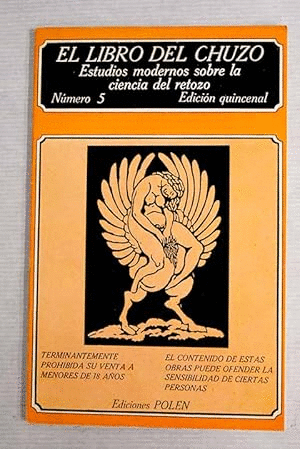 EL LIBRO DEL CHUZO
Estudios modernos sobre la
ciencia del retozo
Número 5 Edición quincenal
TERMINANTEMENTE
PROHIBIDA SU VENTA A
MENORES DE 18 AÑOS
EL CONTENIDO DE ESTAS
OBRAS PUEDE OFENDER LA
SENSIBILIDAD DE CIERTAS
PERSONAS
Ediciones POLEN